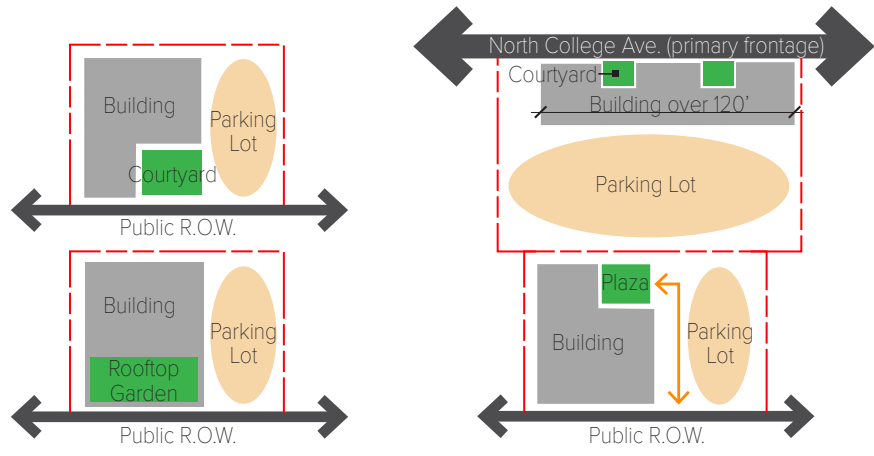 Building
Parking
Lot
Courtyard
Public R.O.W.
Building
Parking
Lot
Rooftop
Garden
Public R.O.W.
North College Ave. (primary frontage)
Courtyard
Building over 120’
Parking Lot
Plaza
Building
Parking
Lot
Public R.O.W.